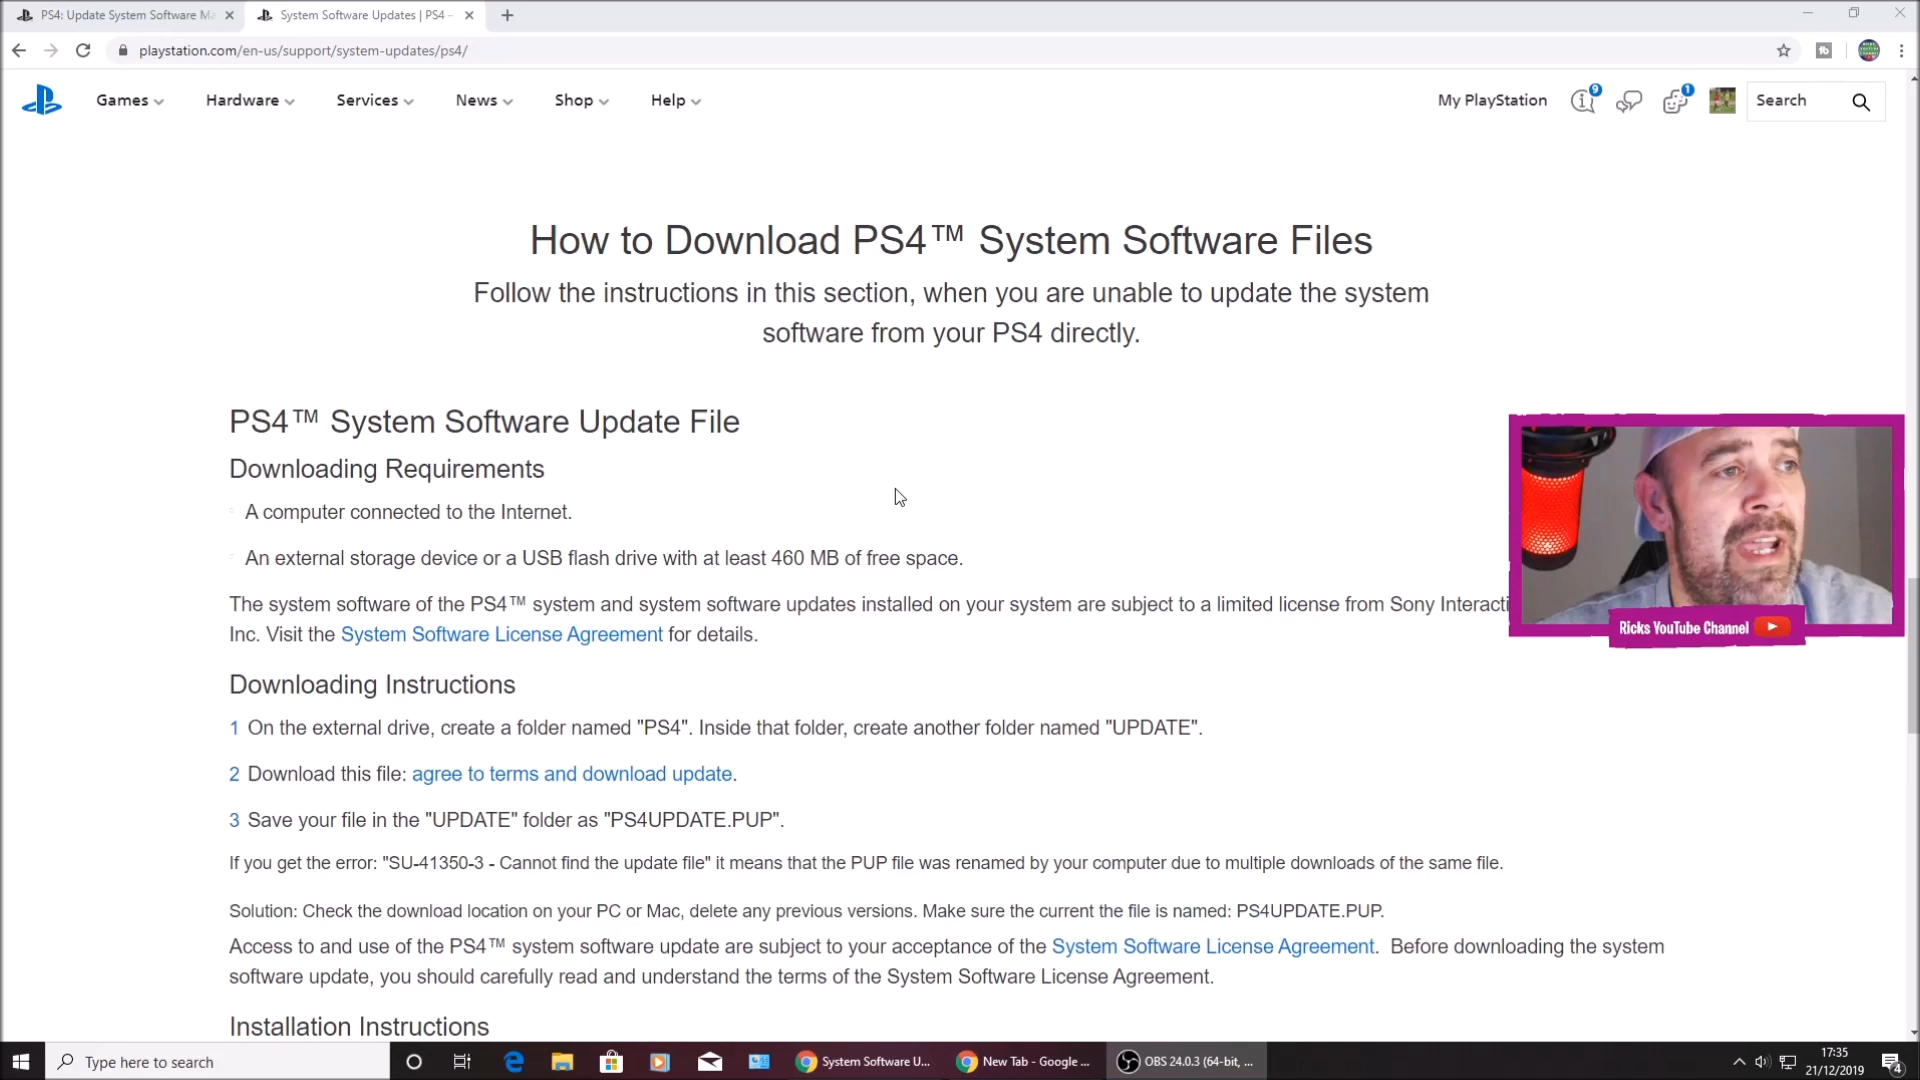 PS4: Update System Software Ma
System Software Updates | PS4 –
playstation.com/en-us/support/system-updates/ps4/
Games
Hardware
Services
News
Shop
Help
My PlayStation
9
1
Search
How to Download PS4™ System Software Files
Follow the instructions in this section, when you are unable to update the system
software from your PS4 directly.
PS4™ System Software Update File
Downloading Requirements
A computer connected to the Internet.
An external storage device or a USB flash drive with at least 460 MB of free space.
The system software of the PS4™ system and system software updates installed on your system are subject to a limited license from Sony Interacti
Inc. Visit the System Software License Agreement for details.
Ricks YouTube Channel
Downloading Instructions
1 On the external drive, create a folder named "PS4". Inside that folder, create another folder named "UPDATE".
2 Download this file: agree to terms and download update.
3 Save your file in the "UPDATE" folder as "PS4UPDATE.PUP".
If you get the error: "SU-41350-3 - Cannot find the update file" it means that the PUP file was renamed by your computer due to multiple downloads of the same file.
Solution: Check the download location on your PC or Mac, delete any previous versions. Make sure the current the file is named: PS4UPDATE.PUP.
Access to and use of the PS4™ system software update are subject to your acceptance of the System Software License Agreement. Before downloading the system
software update, you should carefully read and understand the terms of the System Software License Agreement.
Installation Instructions
Type here to search
System Software U...
New Tab - Google ...
OBS 24.0.3 (64-bit, ...
17:35
21/12/2019
4